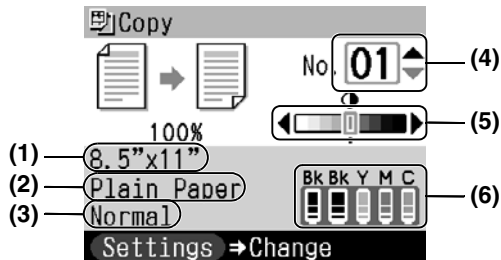 Copy
No. 01 (4)
(5)
100%
(1) 8.5”x11”
(2) Plain Paper
(3) Normal
Bk Bk Y M C (6)
Settings ➔Change